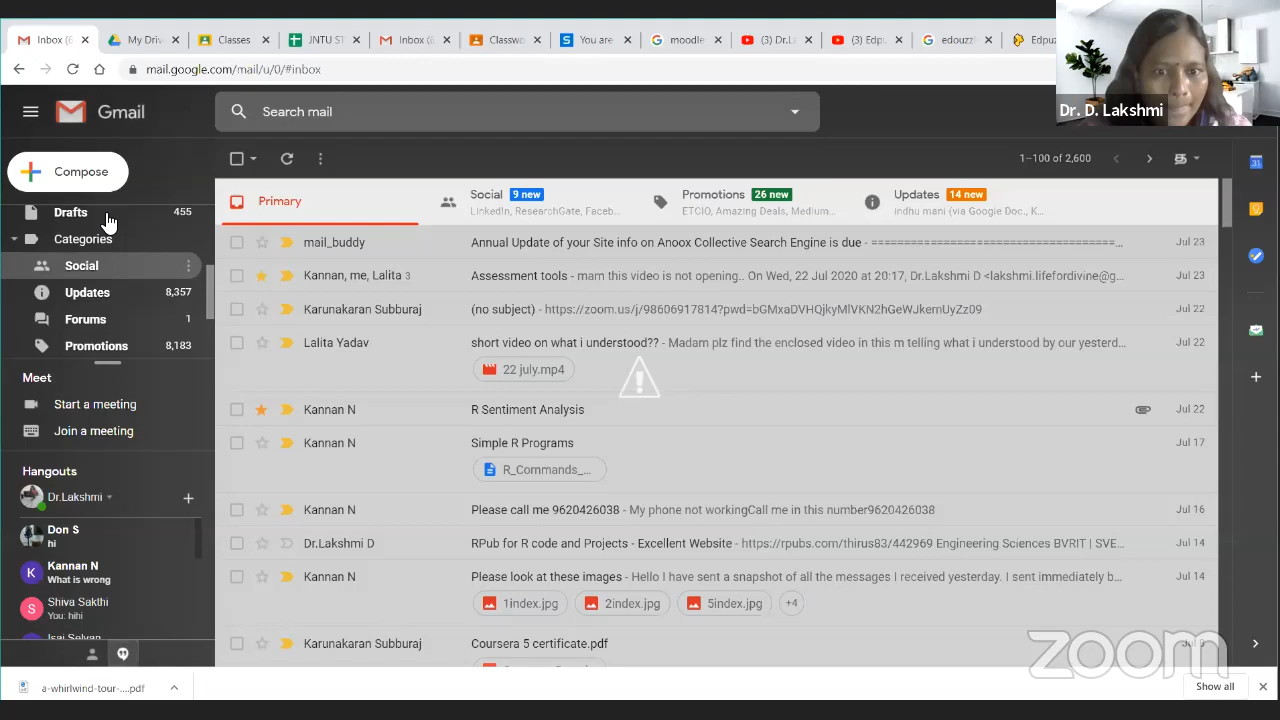 Inbox (6
My Driv
Classes
JNTU ST
Inbox (6
Classwo
You are
moodle
(3) Dr.L
(3) Edpu
edouzzl
Edpuz
mail.google.com/mail/u/0/#inbox
Dr. D. Lakshmi
Gmail
Search mail
Compose
1–100 of 2,600
Drafts 455
Categories
Social
Updates 8,357
Forums 1
Promotions 8,183
Meet
Start a meeting
Join a meeting
Hangouts
Dr.Lakshmi
Don S
hi
Kannan N
What is wrong
Shiva Sakthi
You: hihi
Isai Selvan
Primary
Social 9 new
LinkedIn, ResearchGate, Faceb...
Promotions 26 new
ETCIO, Amazing Deals, Medium...
Updates 14 new
indhu mani (via Google Doc., K...
mail_buddy Annual Update of your Site info on Anoox Collective Search Engine is due - ====================================... Jul 23
Kannan, me, Lalita 3 Assessment tools - mam this video is not opening.. On Wed, 22 Jul 2020 at 20:17, Dr.Lakshmi D <lakshmi.lifefordivine@g... Jul 23
Karunakaran Subburaj (no subject) - https://zoom.us/j/98606917814?pwd=bGMxaDVHQjkyMlVKN2hGeWJkemUyZz09 Jul 22
Lalita Yadav short video on what i understood?? - Madam plz find the enclosed video in this m telling what i understood by our yesterd... Jul 22
22 july.mp4
Kannan N R Sentiment Analysis Jul 22
Kannan N Simple R Programs Jul 17
R_Commands_...
Kannan N Please call me 9620426038 - My phone not workingCall me in this number9620426038 Jul 16
Dr.Lakshmi D RPub for R code and Projects - Excellent Website - https://rpubs.com/thirus83/442969 Engineering Sciences BVRIT | SVE... Jul 14
Kannan N Please look at these images - Hello I have sent a snapshot of all the messages I received yesterday. I sent immediately b... Jul 14
1index.jpg 2index.jpg 5index.jpg +4
Karunakaran Subburaj Coursera 5 certificate.pdf
zoom
a-whirlwind-tour-....pdf
Show all